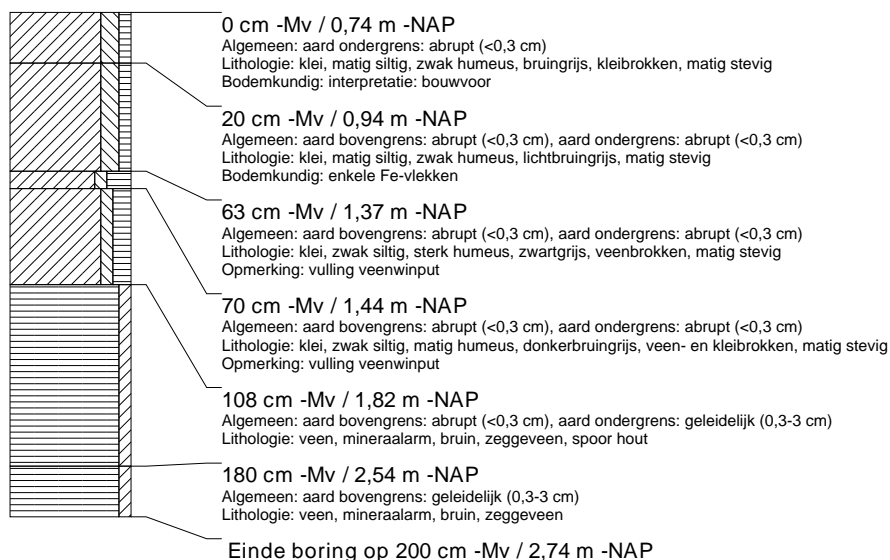 0 cm -Mv / 0,74 m -NAP
Algemeen: aard ondergrens: abrupt (<0,3 cm)
Lithologie: klei, matig siltig, zwak humeus, bruingrijs, kleibrokken, matig stevig
Bodemkundig: interpretatie: bouwvoor
20 cm -Mv / 0,94 m -NAP
Algemeen: aard bovengrens: abrupt (<0,3 cm), aard ondergrens: abrupt (<0,3 cm)
Lithologie: klei, matig siltig, zwak humeus, lichtbruingrijs, matig stevig
Bodemkundig: enkele Fe-vlekken
63 cm -Mv / 1,37 m -NAP
Algemeen: aard bovengrens: abrupt (<0,3 cm), aard ondergrens: abrupt (<0,3 cm)
Lithologie: klei, zwak siltig, sterk humeus, zwartgrijs, veenbrokken, matig stevig
Opmerking: vulling veenwinput
70 cm -Mv / 1,44 m -NAP
Algemeen: aard bovengrens: abrupt (<0,3 cm), aard ondergrens: abrupt (<0,3 cm)
Lithologie: klei, zwak siltig, matig humeus, donkerbruingrijs, veen- en kleibrokken, matig stevig
Opmerking: vulling veenwinput
108 cm -Mv / 1,82 m -NAP
Algemeen: aard bovengrens: abrupt (<0,3 cm), aard ondergrens: geleidelijk (0,3-3 cm)
Lithologie: veen, mineraalarm, bruin, zeggeveen, spoor hout
180 cm -Mv / 2,54 m -NAP
Algemeen: aard bovengrens: geleidelijk (0,3-3 cm)
Lithologie: veen, mineraalarm, bruin, zeggeveen
Einde boring op 200 cm -Mv / 2,74 m -NAP